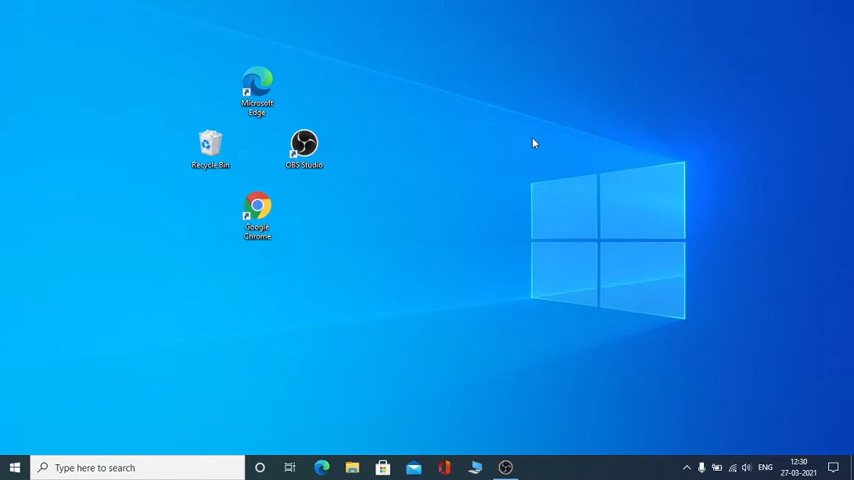 Microsoft
Edge
Recycle Bin
OBS Studio
Google
Chrome
Type here to search
ENG
12:30
27-03-2021